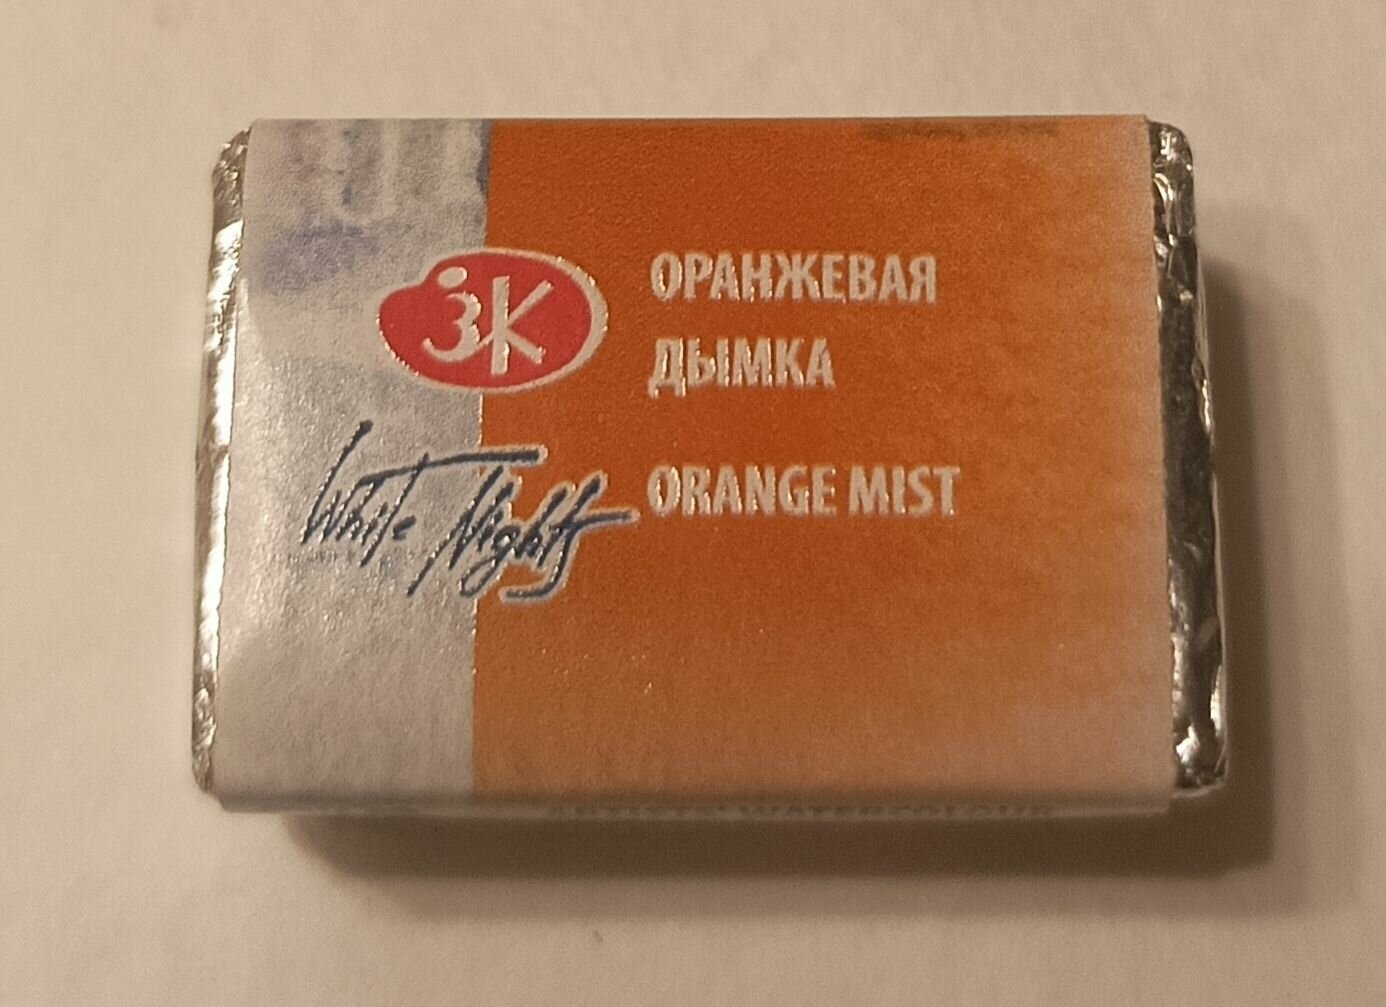 ЗК
ОРАНЖЕВАЯ
ДЫМКА
White Nights
ORANGE MIST